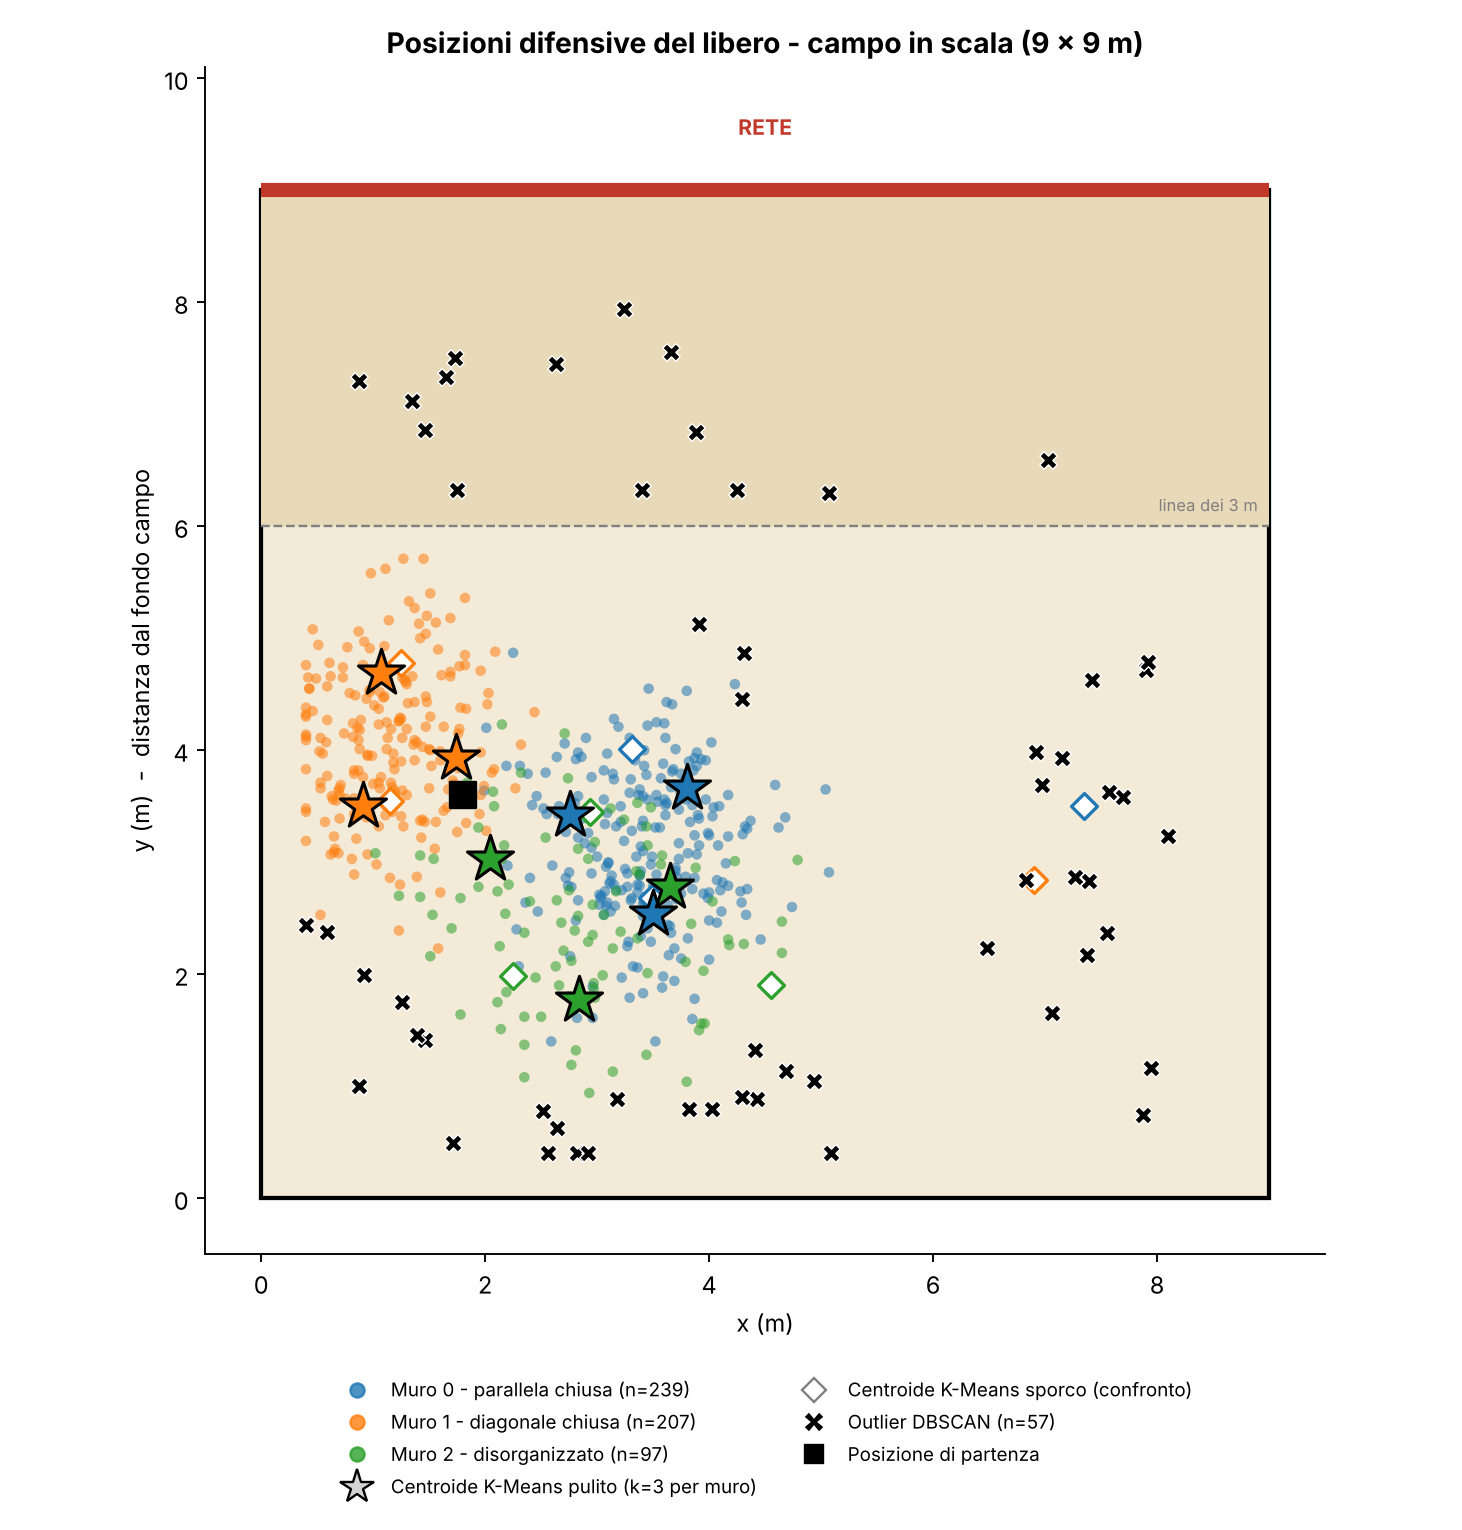 Posizioni difensive del libero - campo in scala (9 × 9 m)
10
RETE
8
linea dei 3 m
6
y (m) - distanza dal fondo campo
4
2
0
0 2 4 6 8
x (m)
Muro 0 - parallela chiusa (n=239)
Muro 1 - diagonale chiusa (n=207)
Muro 2 - disorganizzato (n=97)
Centroide K-Means pulito (k=3 per muro)
Centroide K-Means sporco (confronto)
Outlier DBSCAN (n=57)
Posizione di partenza